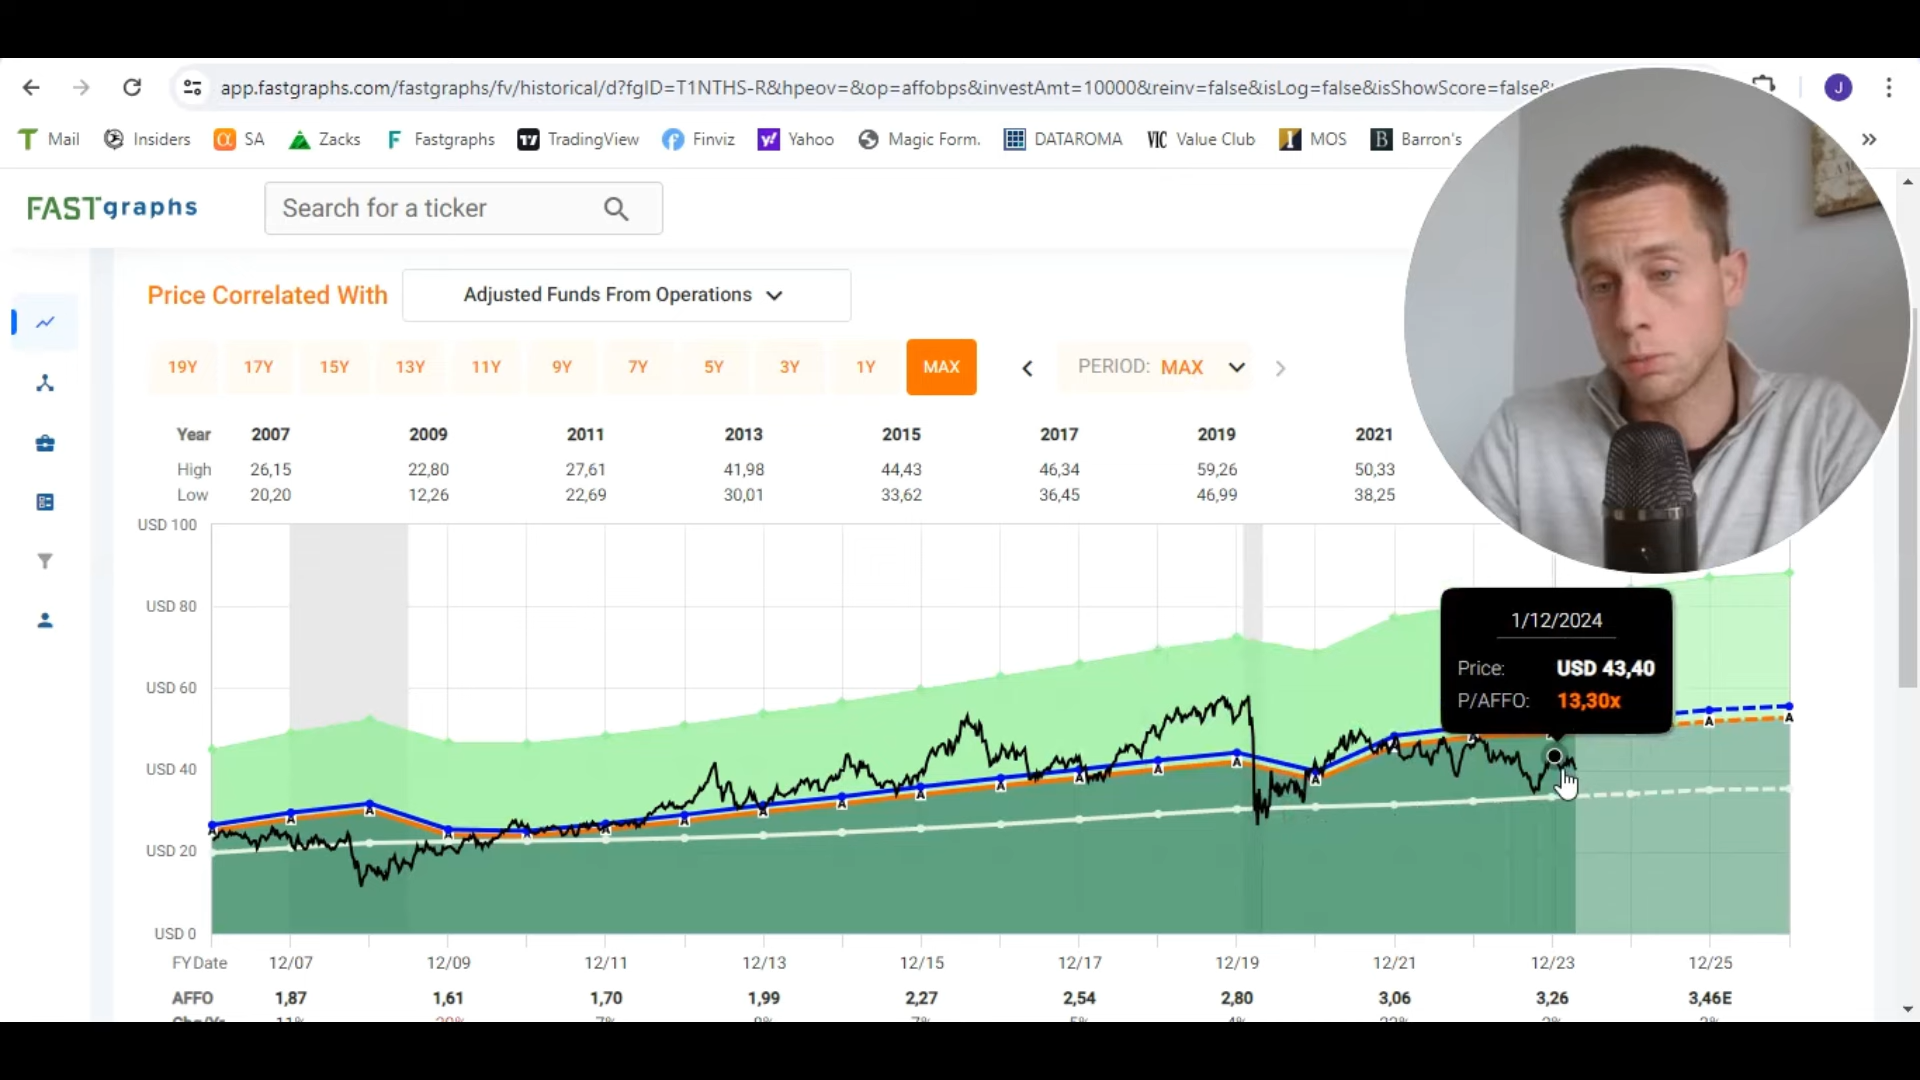 app.fastgraphs.com/fastgraphs/fv/historical/d?fgID=T1NTHS-R&hpeov=&op=affobps&investAmt=10000&reinv=false&isLog=false&isShowScore=false&
J
Mail Insiders SA Zacks Fastgraphs TradingView Finviz Yahoo Magic Form. DATAROMA VIC Value Club MOS Barron's
FASTgraphs
Search for a ticker
Price Correlated With
Adjusted Funds From Operations
19Y 17Y 15Y 13Y 11Y 9Y 7Y 5Y 3Y 1Y MAX PERIOD: MAX
Year 2007 2009 2011 2013 2015 2017 2019 2021
High 26,15 22,80 27,61 41,98 44,43 46,34 59,26 50,33
Low 20,20 12,26 22,69 30,01 33,62 36,45 46,99 38,25
USD 100
USD 80
USD 60
USD 40
USD 20
USD 0
1/12/2024
Price: USD 43,40
P/AFFO: 13,30x
FY Date 12/07 12/09 12/11 12/13 12/15 12/17 12/19 12/21 12/23 12/25
AFFO 1,87 1,61 1,70 1,99 2,27 2,54 2,80 3,06 3,26 3,46E